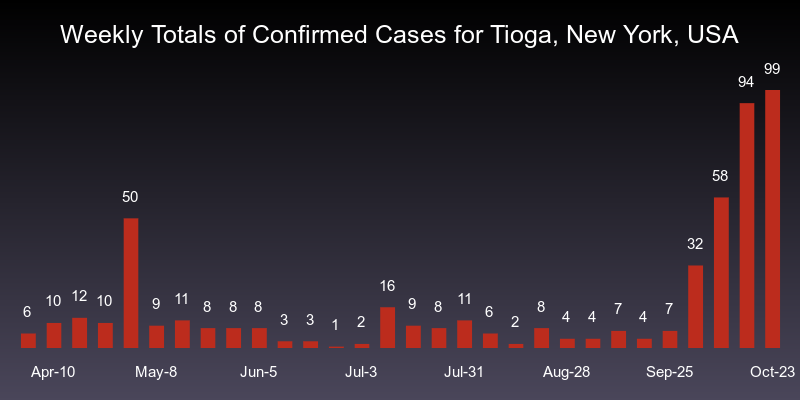 Weekly Totals of Confirmed Cases for Tioga, New York, USA
6 10 12 10 50 9 11 8 8 8 3 3 1 2 16 9 8 11 6 2 8 4 4 7 4 7 32 58 94 99
Apr-10 May-8 Jun-5 Jul-3 Jul-31 Aug-28 Sep-25 Oct-23